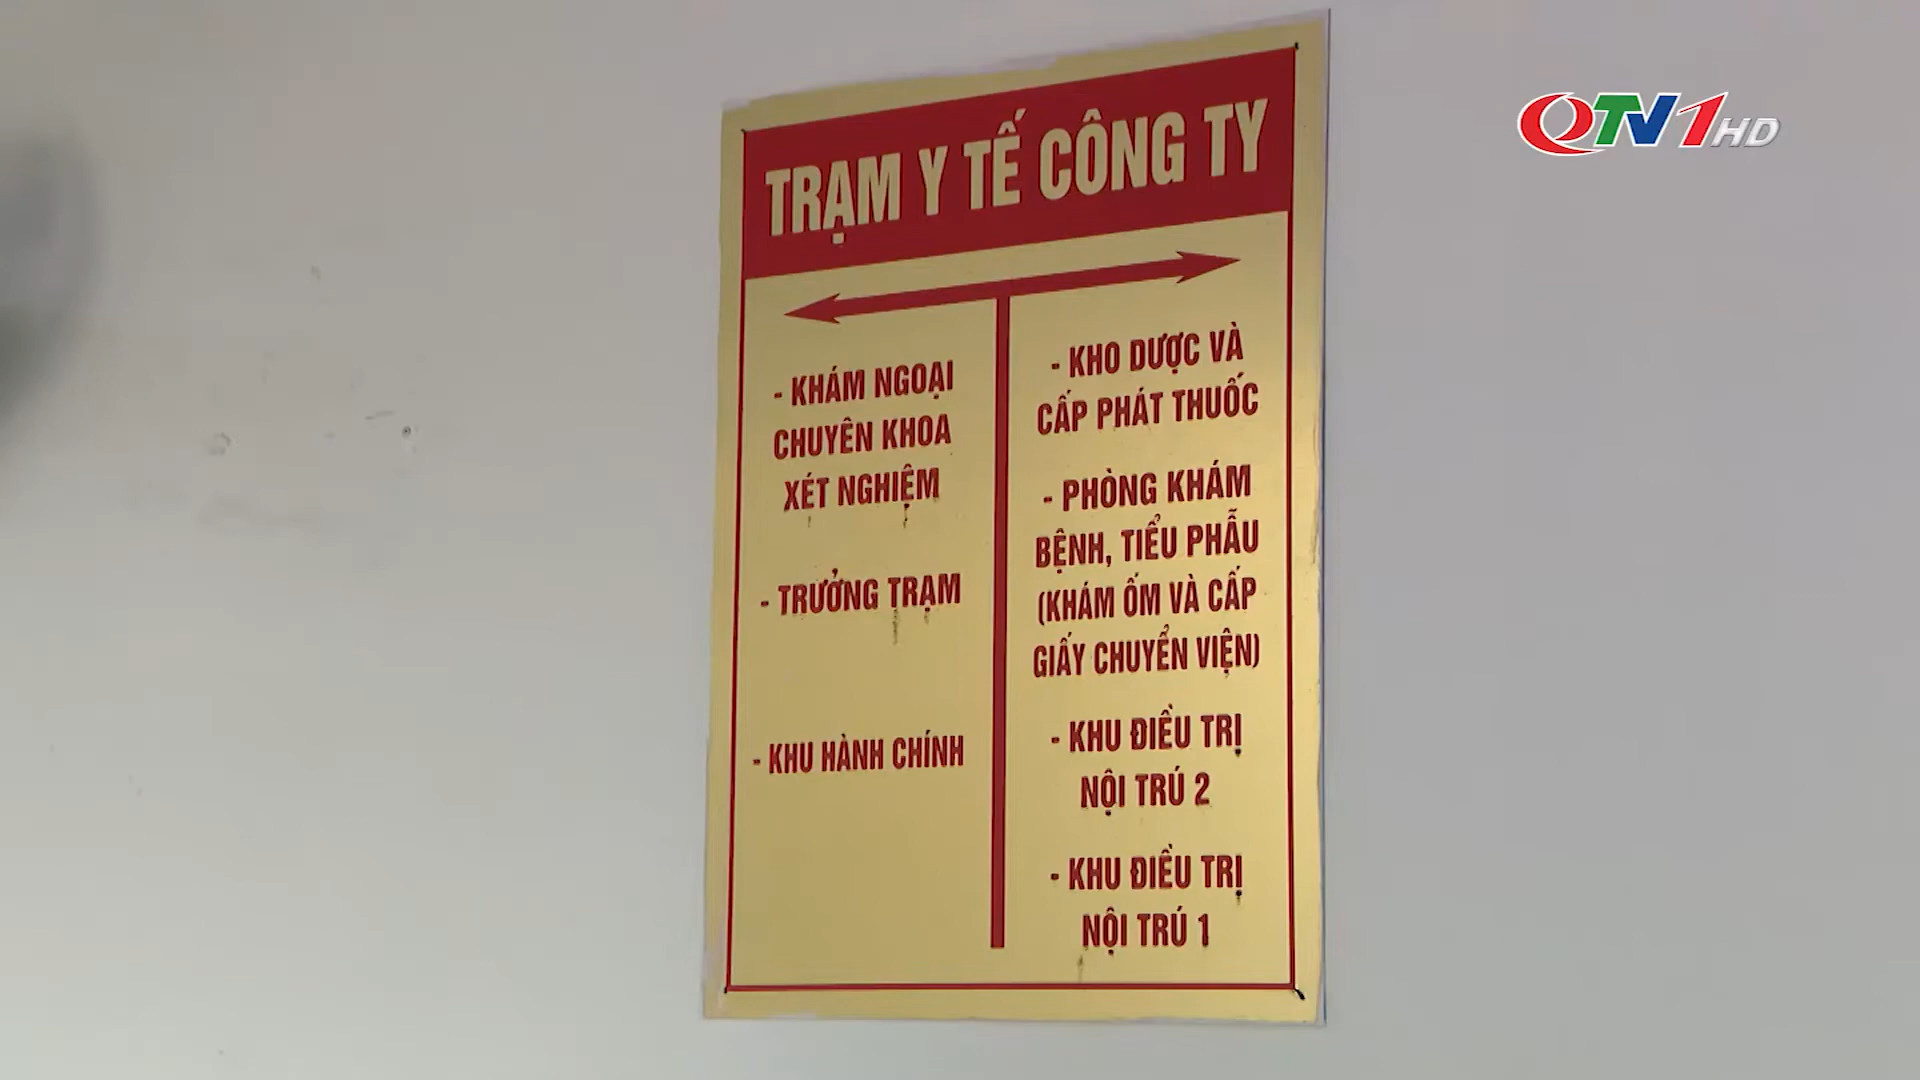 QTV1HD
TRẠM Y TẾ CÔNG TY
- KHÁM NGOẠI
CHUYÊN KHOA
XÉT NGHIỆM
- TRƯỞNG TRẠM
- KHU HÀNH CHÍNH
- KHO DƯỢC VÀ
CẤP PHÁT THUỐC
- PHÒNG KHÁM
BỆNH, TIỂU PHẪU
(KHÁM ỐM VÀ CẤP
GIẤY CHUYỂN VIỆN)
- KHU ĐIỀU TRỊ
NỘI TRÚ 2
- KHU ĐIỀU TRỊ
NỘI TRÚ 1